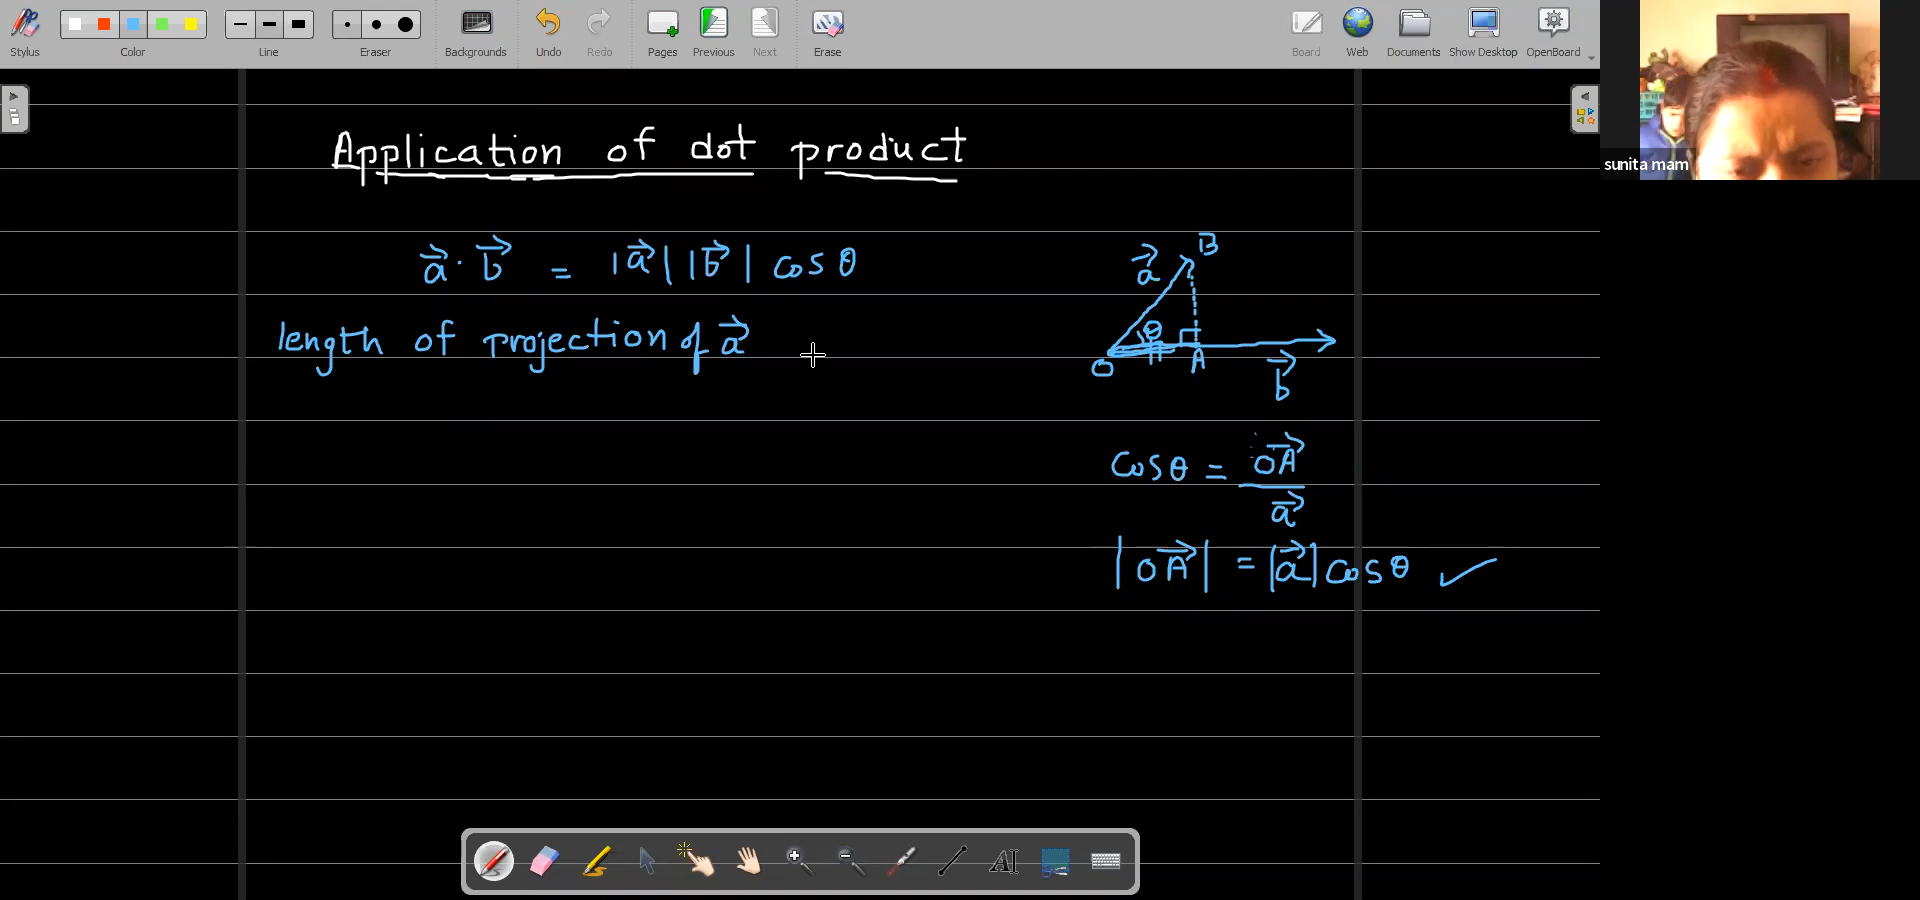 Stylus Color Line Eraser Backgrounds Undo Redo Pages Previous Next Erase Board Web Documents Show Desktop OpenBoard
sunita mam
Application of dot product
a⃗ · b⃗ = |a⃗| |b⃗| cos θ
length of projection of a⃗
a⃗ B
θ
O A
b⃗
cos θ = OA⃗ / a⃗
|OA⃗| = |a⃗| cos θ ✓
AI